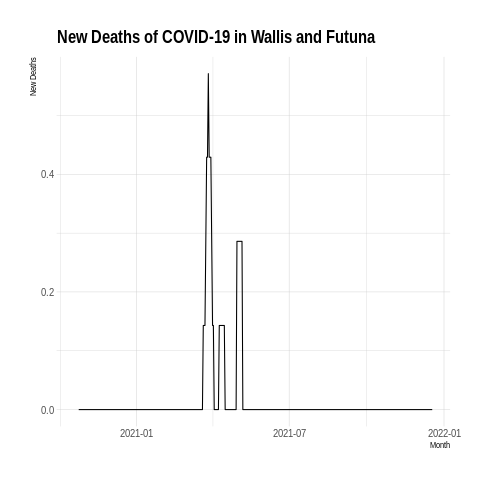 New Deaths of COVID-19 in Wallis and Futuna
New Deaths
0.4
0.2
0.0
2021-01
2021-07
2022-01
Month